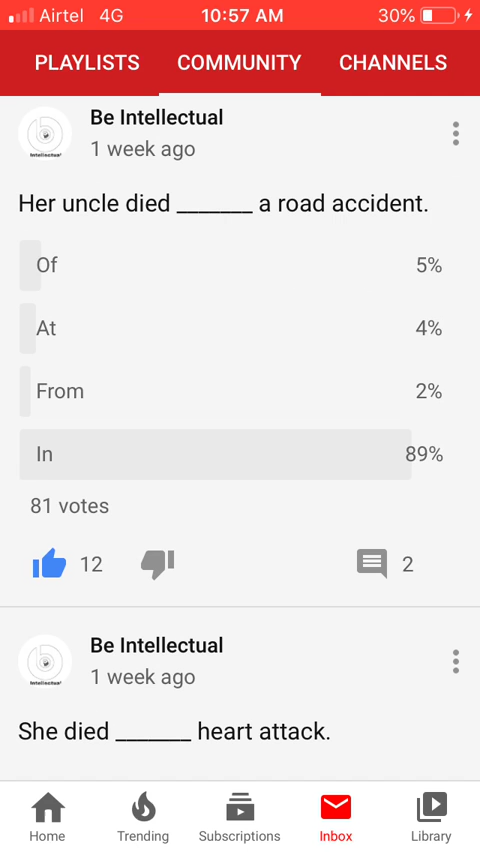 Airtel 4G 10:57 AM 30%
PLAYLISTS COMMUNITY CHANNELS
Be Intellectual
1 week ago
Her uncle died _______ a road accident.
Of 5%
At 4%
From 2%
In 89%
81 votes
12 2
Be Intellectual
1 week ago
She died _______ heart attack.
Home Trending Subscriptions Inbox Library